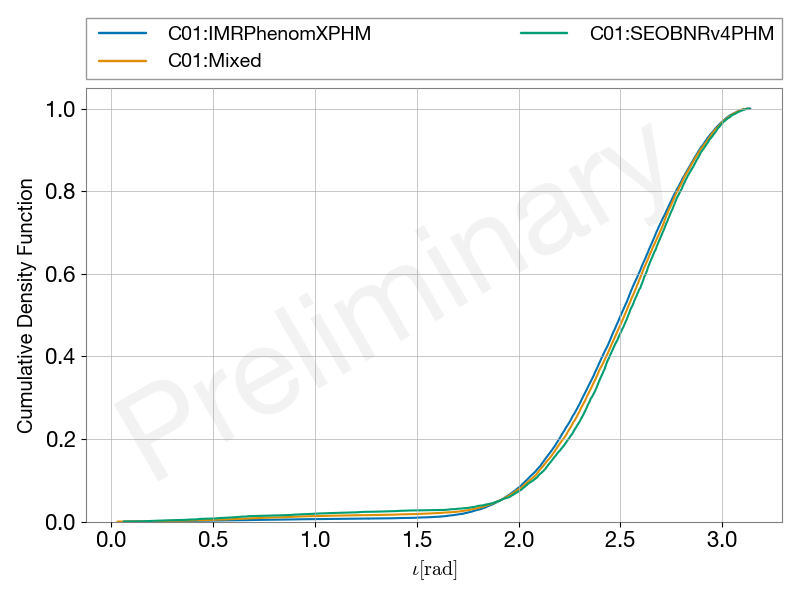 C01:IMRPhenomXPHM
C01:SEOBNRv4PHM
C01:Mixed
Preliminary
Cumulative Density Function
1.0
0.8
0.6
0.4
0.2
0.0
0.0 0.5 1.0 1.5 2.0 2.5 3.0
ι[rad]